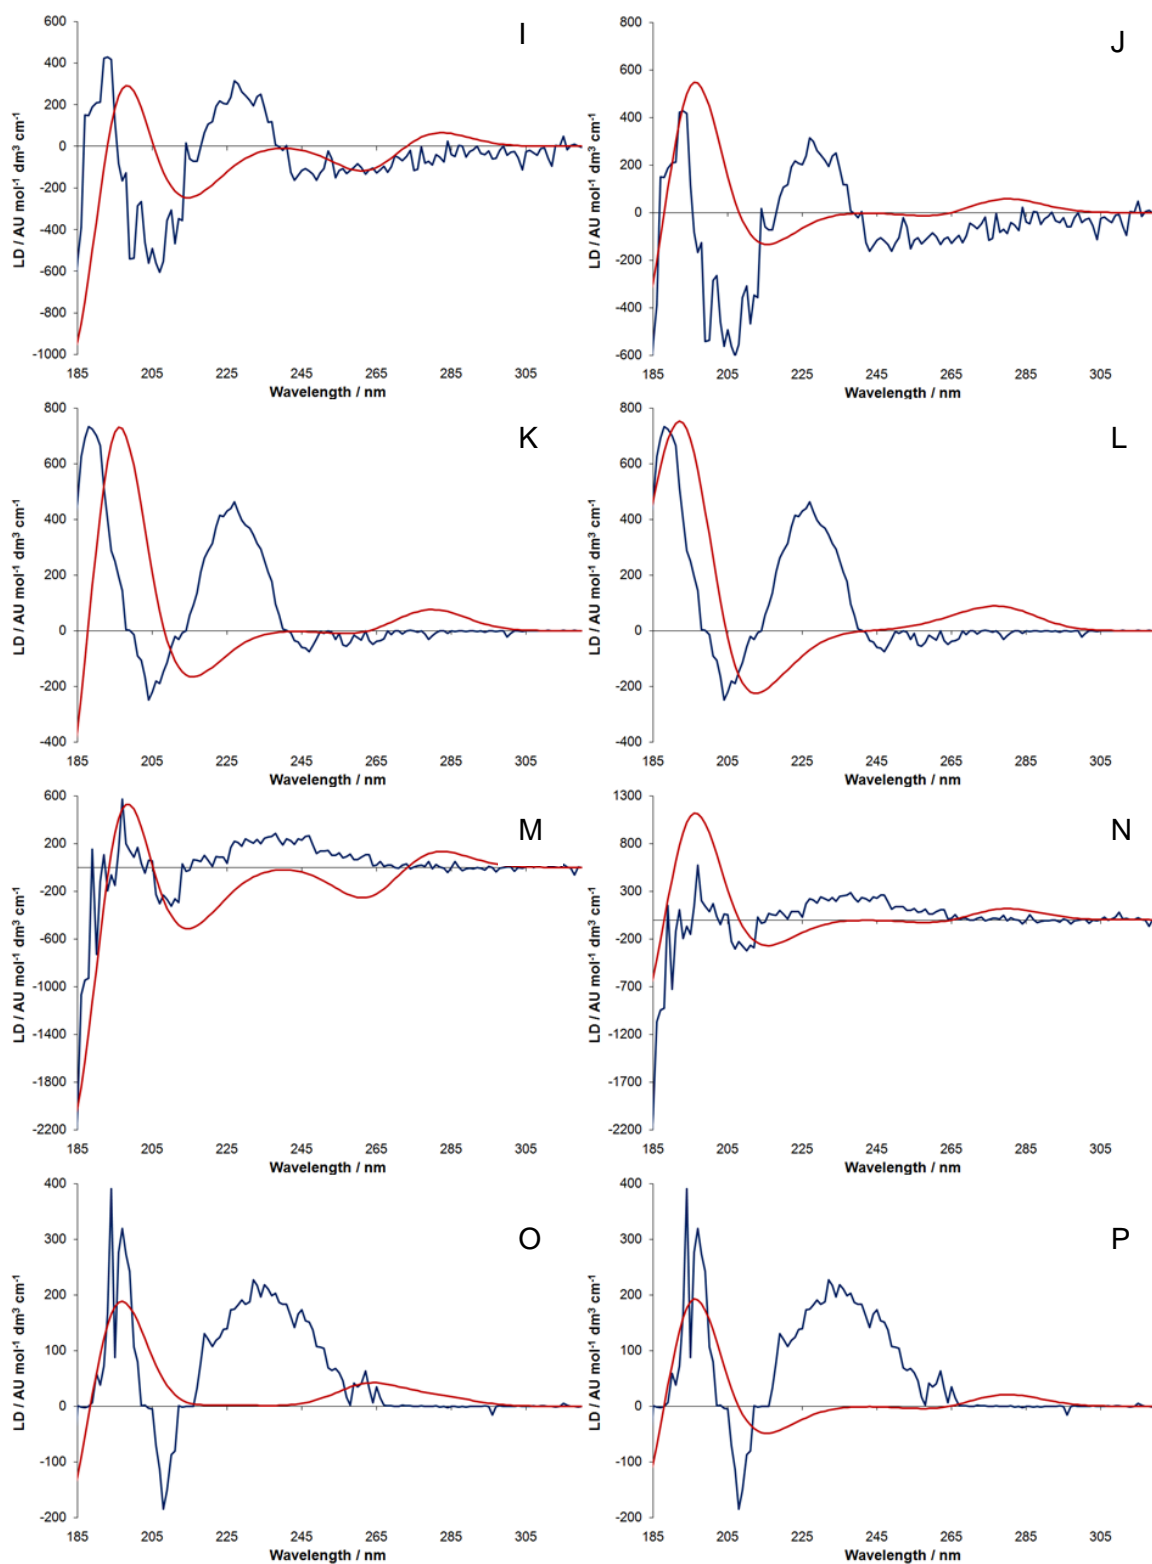 I
LD / AU mol⁻¹ dm³ cm⁻¹
600
400
200
0
-200
-400
-600
-800
-1000
185 205 225 245 265 285 305
Wavelength / nm
J
LD / AU mol⁻¹ dm³ cm⁻¹
800
600
400
200
0
-200
-400
-600
185 205 225 245 265 285 305
Wavelength / nm
K
LD / AU mol⁻¹ dm³ cm⁻¹
800
600
400
200
0
-200
-400
185 205 225 245 265 285 305
Wavelength / nm
L
LD / AU mol⁻¹ dm³ cm⁻¹
800
600
400
200
0
-200
-400
185 205 225 245 265 285 305
Wavelength / nm
M
LD / AU mol⁻¹ dm³ cm⁻¹
600
200
-200
-600
-1000
-1400
-1800
-2200
185 205 225 245 265 285 305
Wavelength / nm
N
LD / AU mol⁻¹ dm³ cm⁻¹
1300
800
300
-200
-700
-1200
-1700
-2200
185 205 225 245 265 285 305
Wavelength / nm
O
LD / AU mol⁻¹ dm³ cm⁻¹
400
300
200
100
0
-100
-200
185 205 225 245 265 285 305
Wavelength / nm
P
LD / AU mol⁻¹ dm³ cm⁻¹
400
300
200
100
0
-100
-200
185 205 225 245 265 285 305
Wavelength / nm